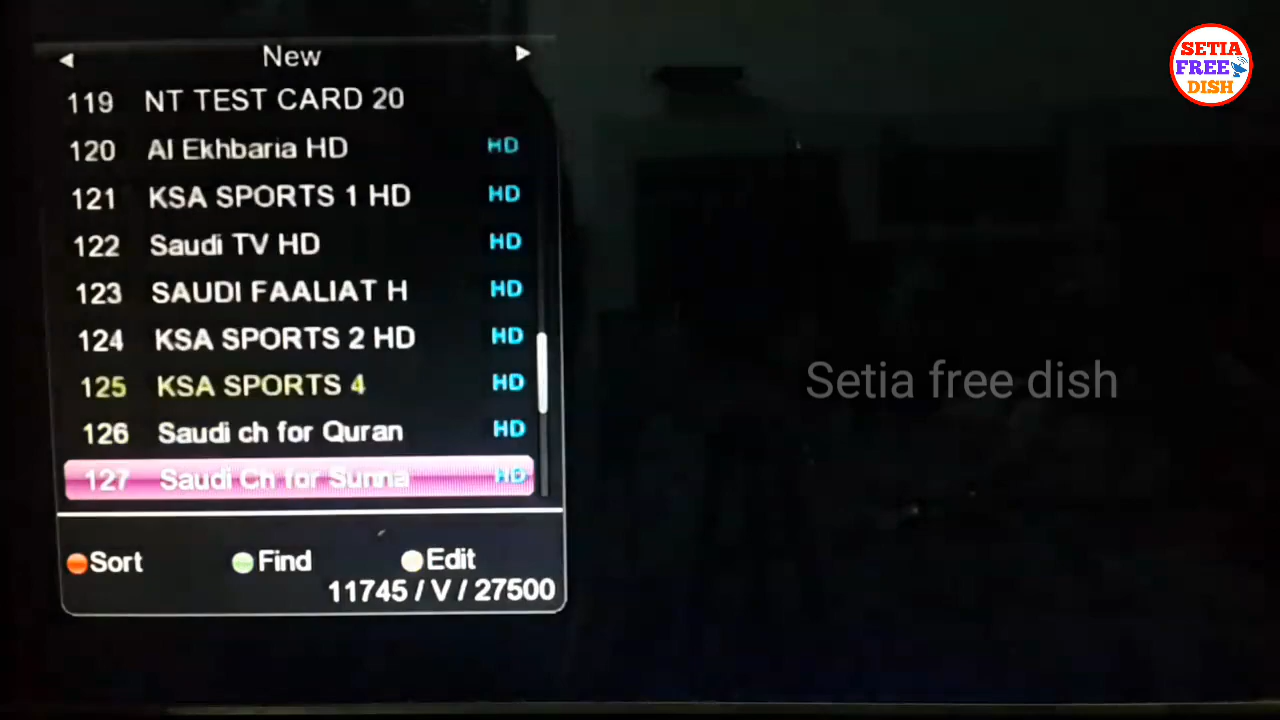 New
119 NT TEST CARD 20
120 Al Ekhbaria HD HD
121 KSA SPORTS 1 HD HD
122 Saudi TV HD HD
123 SAUDI FAALIAT H HD
124 KSA SPORTS 2 HD HD
125 KSA SPORTS 4 HD
126 Saudi ch for Quran HD
127 Saudi Ch for Sunna HD
Sort Find Edit
11745 / V / 27500
SETIA
FREE
DISH
Setia free dish